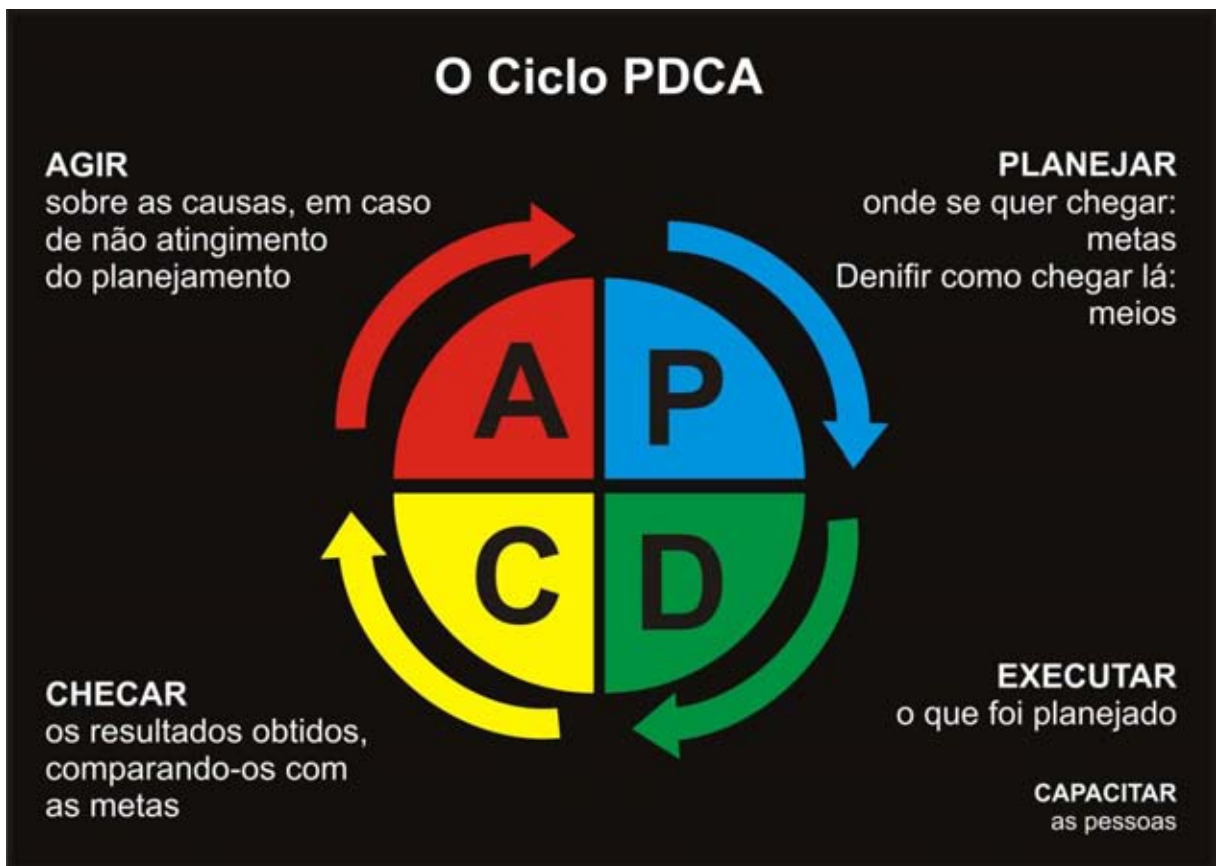 O Ciclo PDCA
AGIR
sobre as causas, em caso
de não atingimento
do planejamento
PLANEJAR
onde se quer chegar:
metas
Denifir como chegar lá:
meios
A
P
C
D
CHECAR
os resultados obtidos,
comparando-os com
as metas
EXECUTAR
o que foi planejado
CAPACITAR
as pessoas